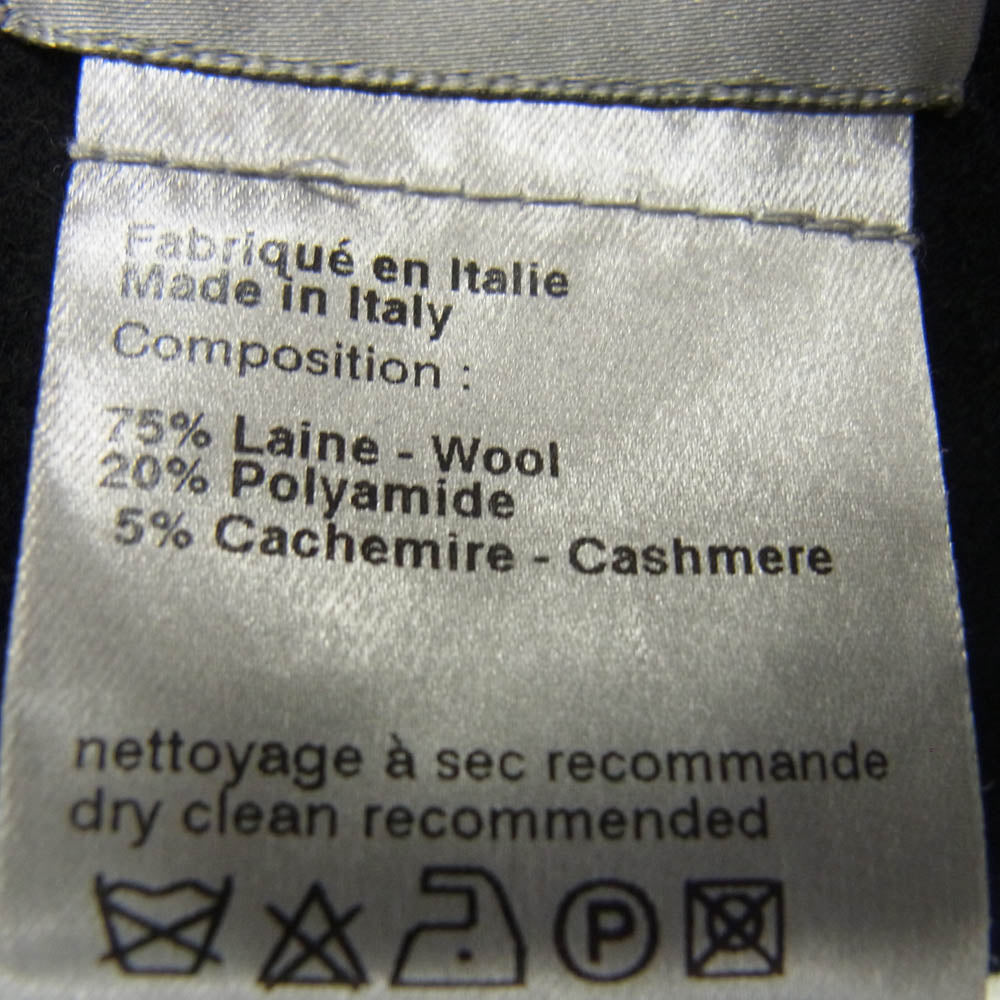 Fabriqué en Italie
Made in Italy
Composition :
75% Laine - Wool
20% Polyamide
5% Cachemire - Cashmere
nettoyage à sec recommande
dry clean recommended
P